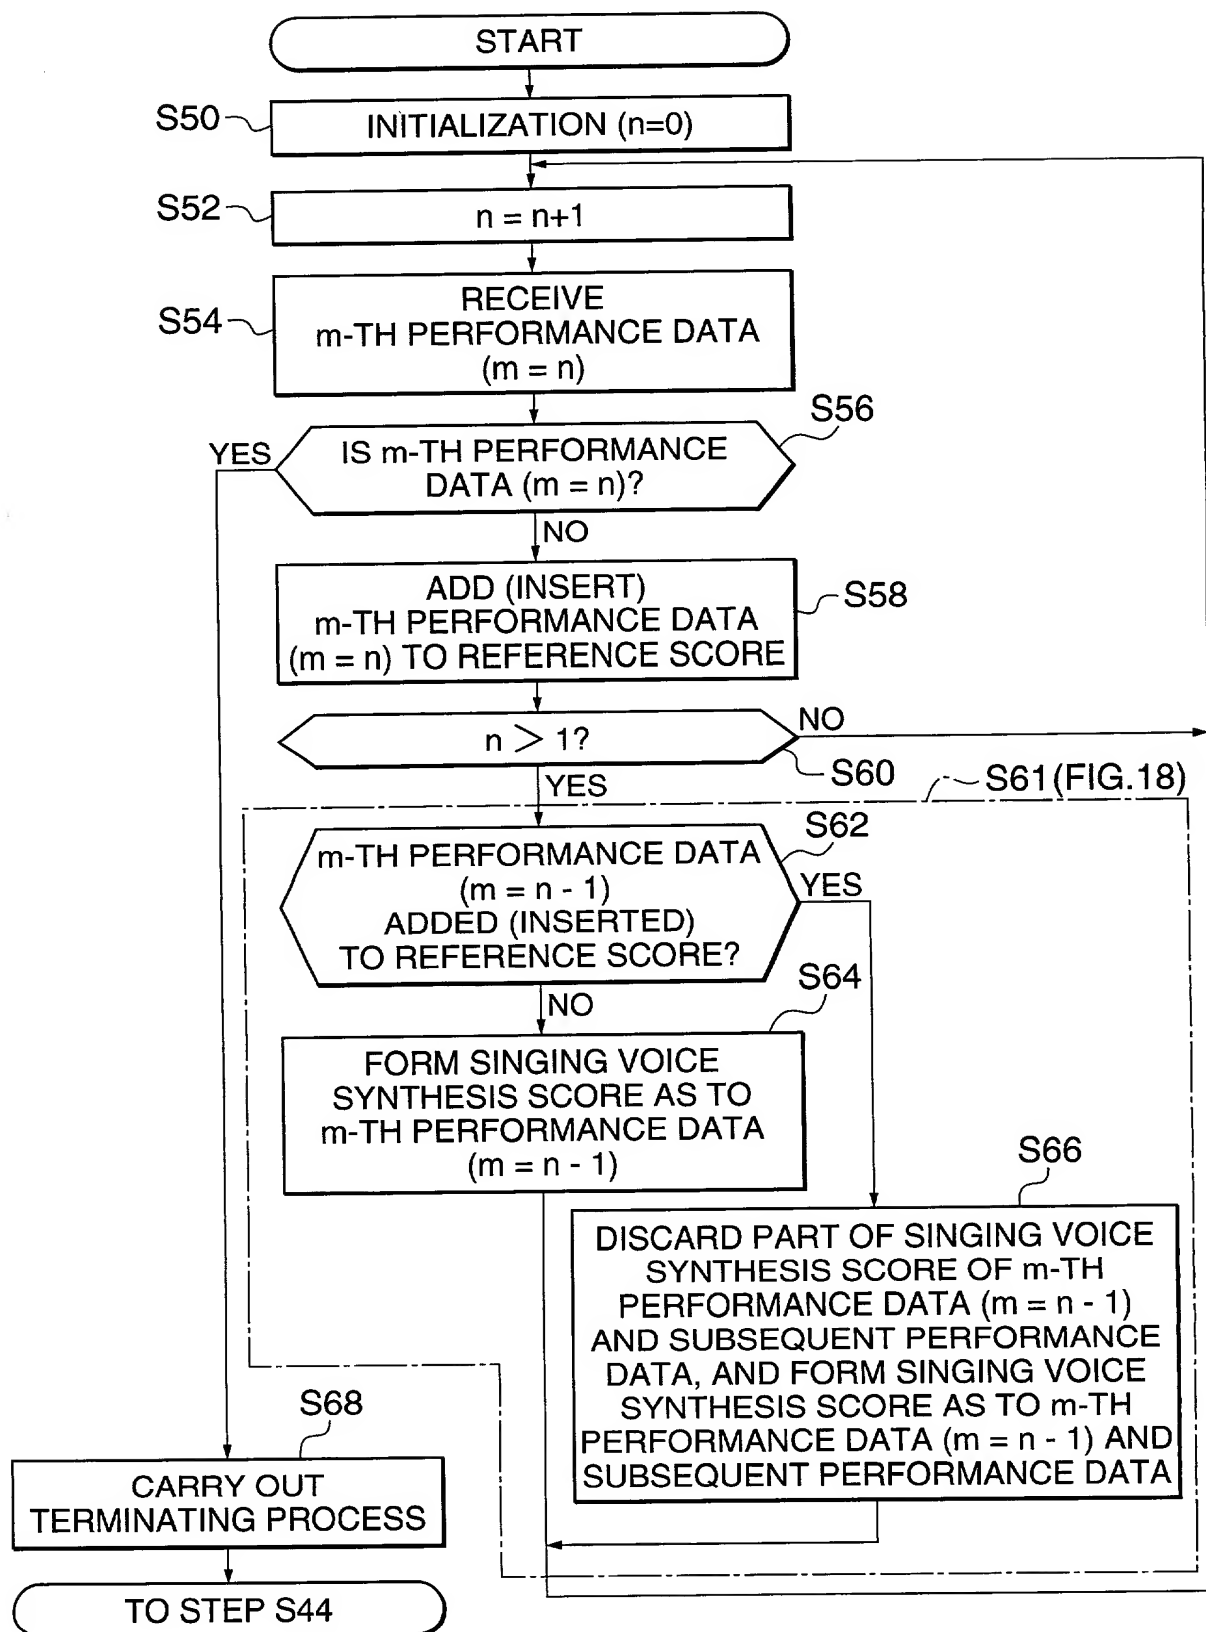 START
S50
INITIALIZATION (n=0)
S52
n = n+1
S54
RECEIVE
m-TH PERFORMANCE DATA
(m = n)
S56
YES
IS m-TH PERFORMANCE
DATA (m = n)?
NO
ADD (INSERT)
m-TH PERFORMANCE DATA
(m = n) TO REFERENCE SCORE
S58
n > 1?
NO
S60
YES
S61(FIG.18)
S62
m-TH PERFORMANCE DATA
(m = n - 1)
ADDED (INSERTED)
TO REFERENCE SCORE?
YES
NO
S64
FORM SINGING VOICE
SYNTHESIS SCORE AS TO
m-TH PERFORMANCE DATA
(m = n - 1)
S66
DISCARD PART OF SINGING VOICE
SYNTHESIS SCORE OF m-TH
PERFORMANCE DATA (m = n - 1)
AND SUBSEQUENT PERFORMANCE
DATA, AND FORM SINGING VOICE
SYNTHESIS SCORE AS TO m-TH
PERFORMANCE DATA (m = n - 1) AND
SUBSEQUENT PERFORMANCE DATA
S68
CARRY OUT
TERMINATING PROCESS
TO STEP S44